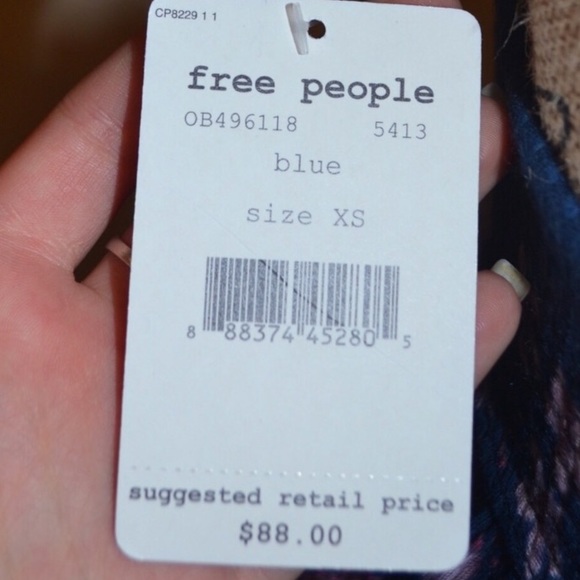 CP8229 1 1
free people
OB496118 5413
blue
size XS
8 88374 45280 5
suggested retail price
$88.00